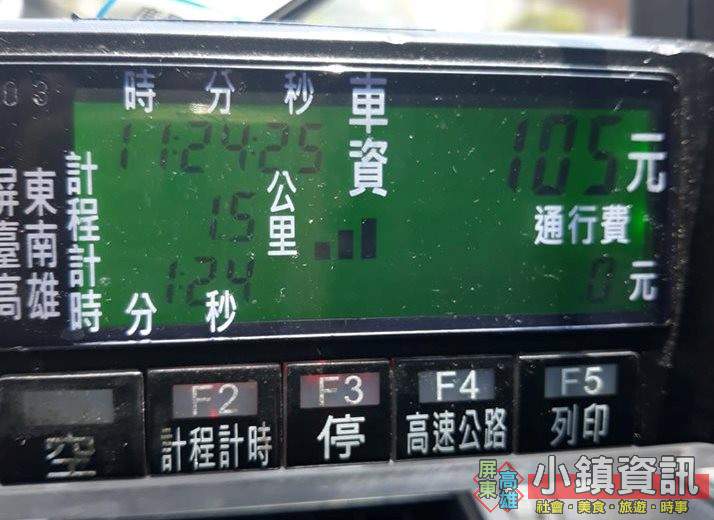 03
時 分 秒 車資
11:24:25 105 元
屏東
臺南
高雄
計程計時
15 公里 通行費
1:24 0 元
分 秒
空
F2
計程計時
F3
停
F4
高速公路
F5
列印
屏東 高雄 小鎮資訊
社會・美食・旅遊・時事